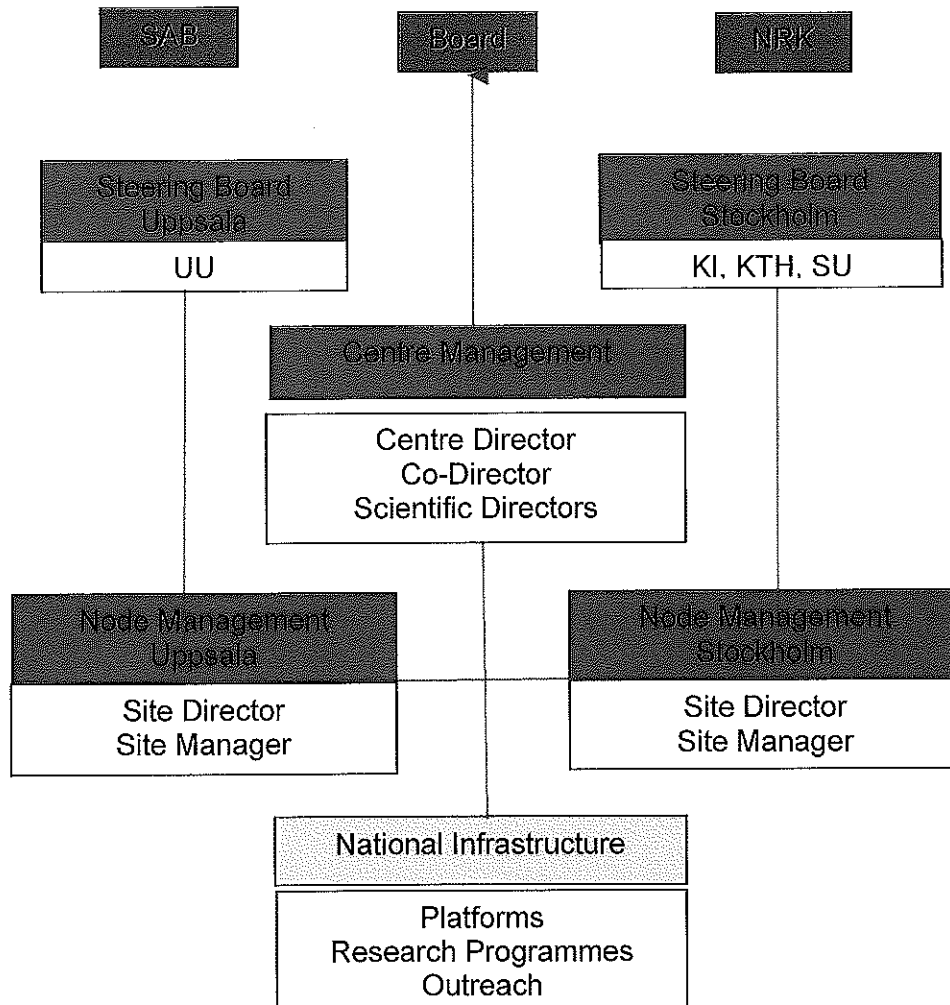 SAB
Board
NRK
Steering Board
Uppsala
UU
Steering Board
Stockholm
KI, KTH, SU
Centre Management
Centre Director
Co-Director
Scientific Directors
Node Management
Uppsala
Site Director
Site Manager
Node Management
Stockholm
Site Director
Site Manager
National Infrastructure
Platforms
Research Programmes
Outreach